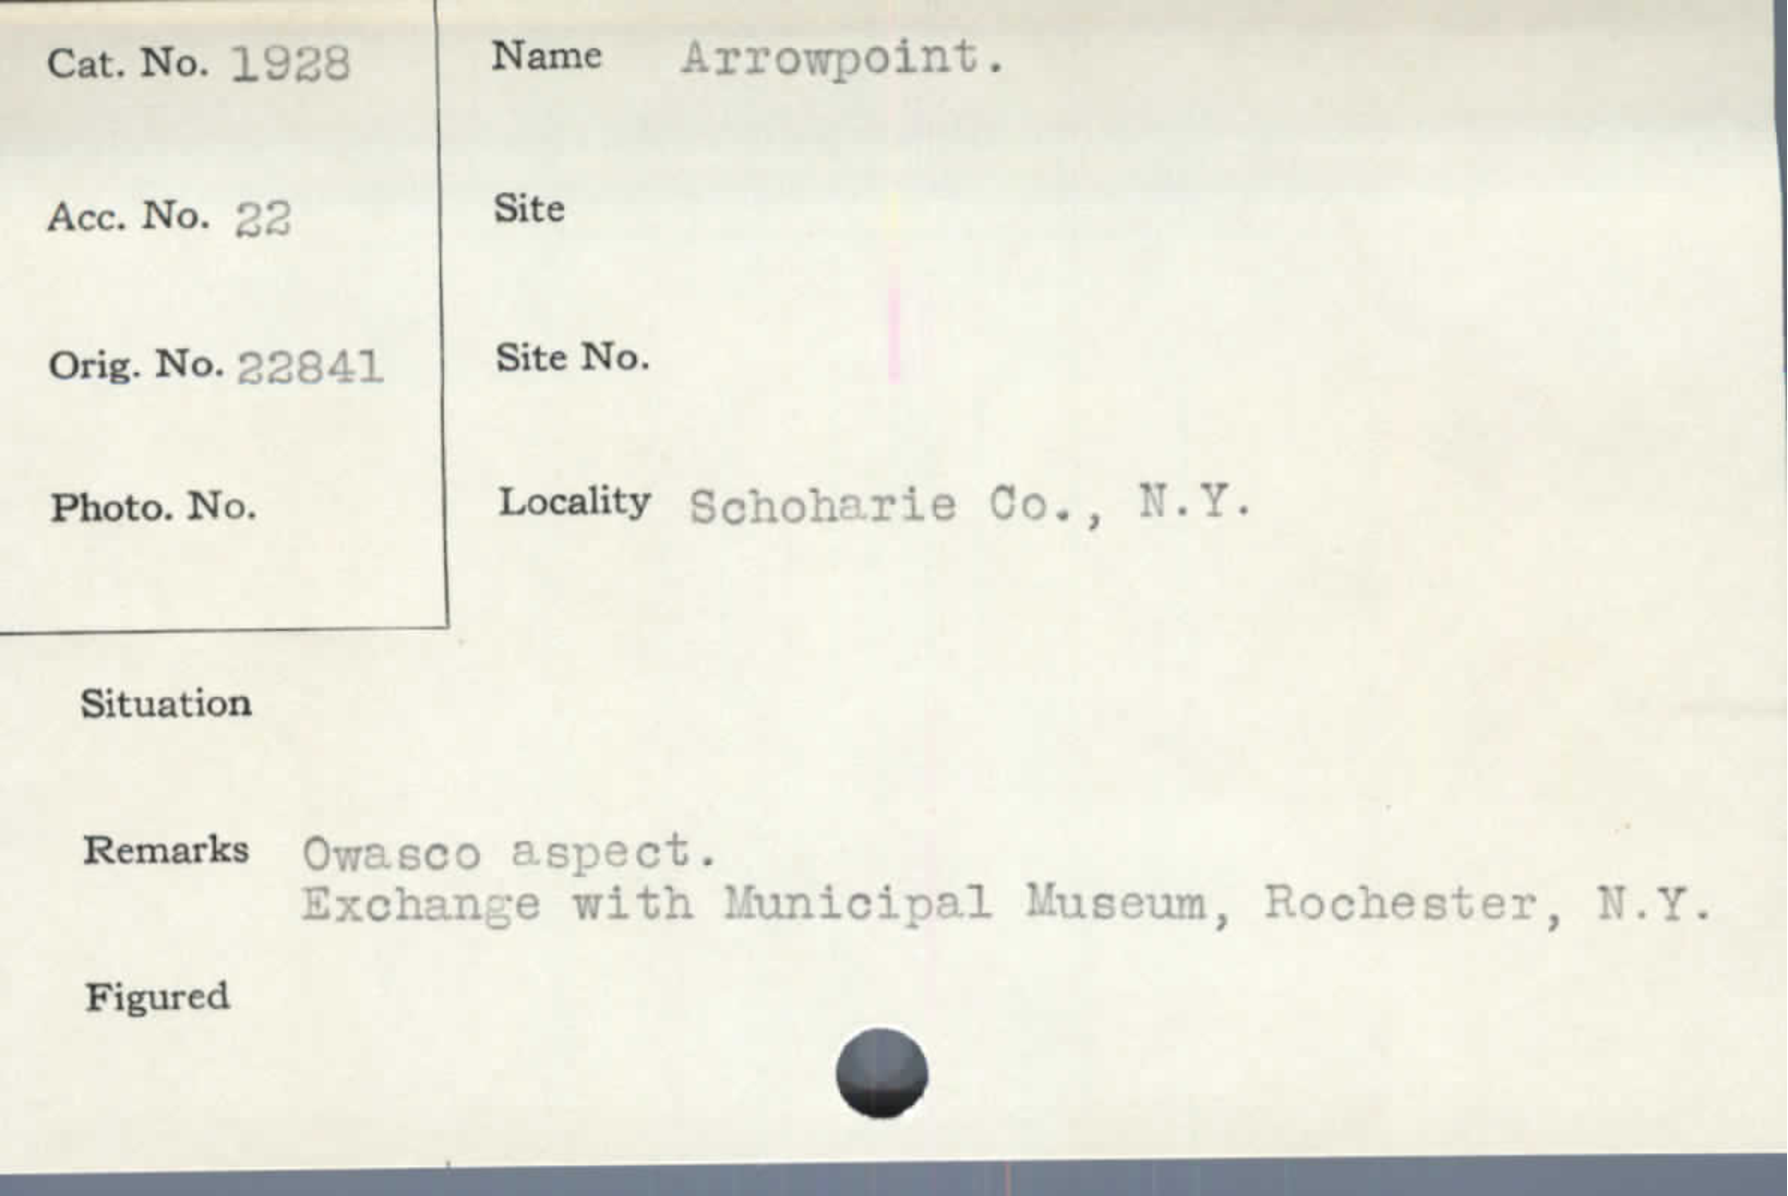 Cat. No. 1928
Acc. No. 22
Orig. No. 22841
Photo. No.
Name Arrowpoint.
Site
Site No.
Locality Schoharie Co., N.Y.
Situation
Remarks Owasco aspect.
Exchange with Municipal Museum, Rochester, N.Y.
Figured